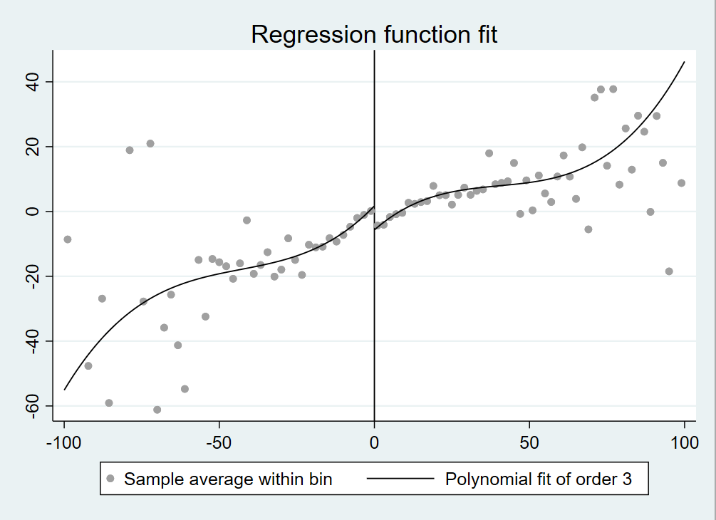 Regression function fit
40
20
0
-20
-40
-60
-100 -50 0 50 100
Sample average within bin Polynomial fit of order 3